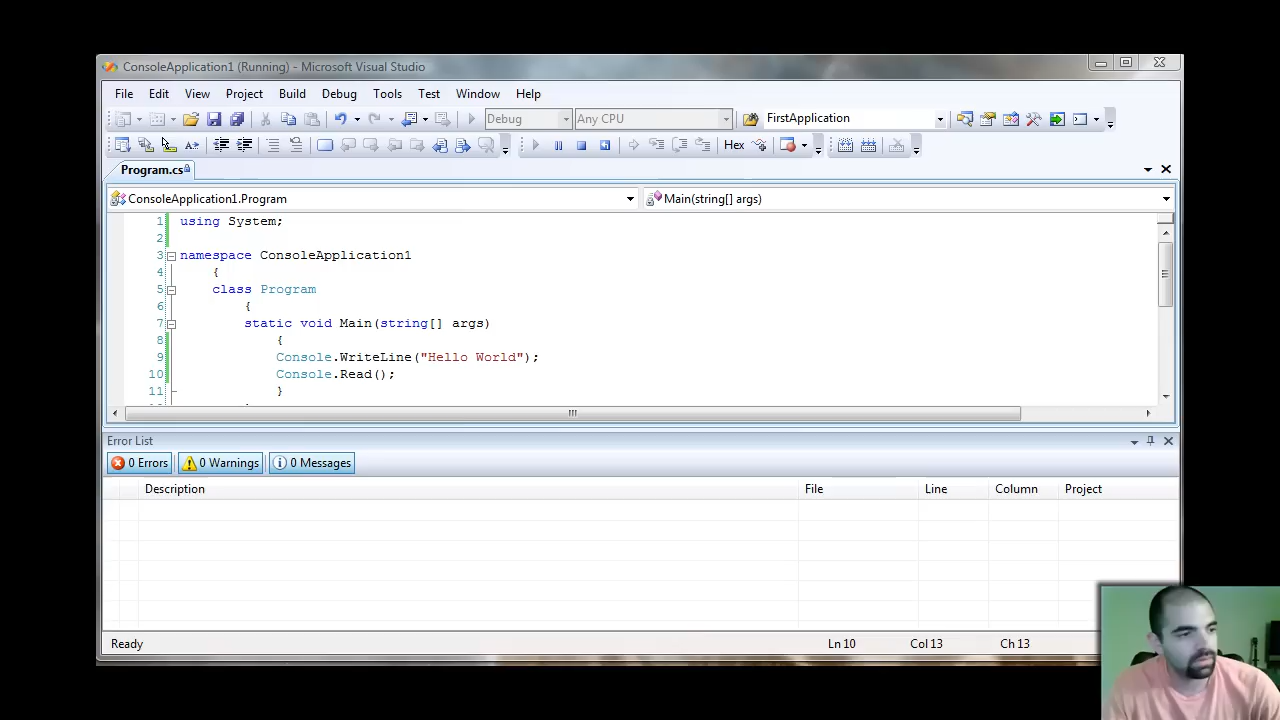 ConsoleApplication1 (Running) - Microsoft Visual Studio
File Edit View Project Build Debug Tools Test Window Help
Debug Any CPU FirstApplication
Hex
Program.cs
ConsoleApplication1.Program Main(string[] args)
1 using System;
2
3 namespace ConsoleApplication1
4 {
5 class Program
6 {
7 static void Main(string[] args)
8 {
9 Console.WriteLine("Hello World");
10 Console.Read();
11 }
Error List
0 Errors 0 Warnings 0 Messages
Description File Line Column Project
Ready Ln 10 Col 13 Ch 13